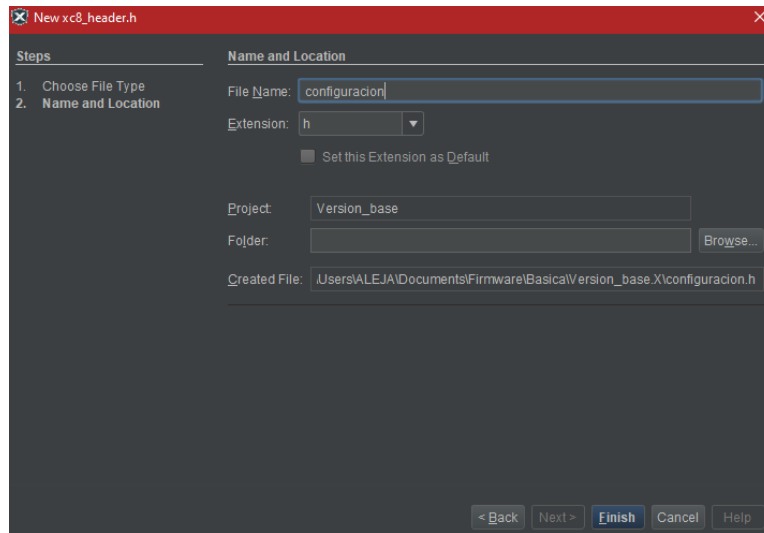 New xc8_header.h
Steps
1. Choose File Type
2. Name and Location
Name and Location
File Name: configuracion
Extension: h
Set this Extension as Default
Project: Version_base
Folder:
Browse...
Created File: .Users\ALEJA\Documents\Firmware\Basica\Version_base.X\configuracion.h
< Back
Next >
Finish
Cancel
Help